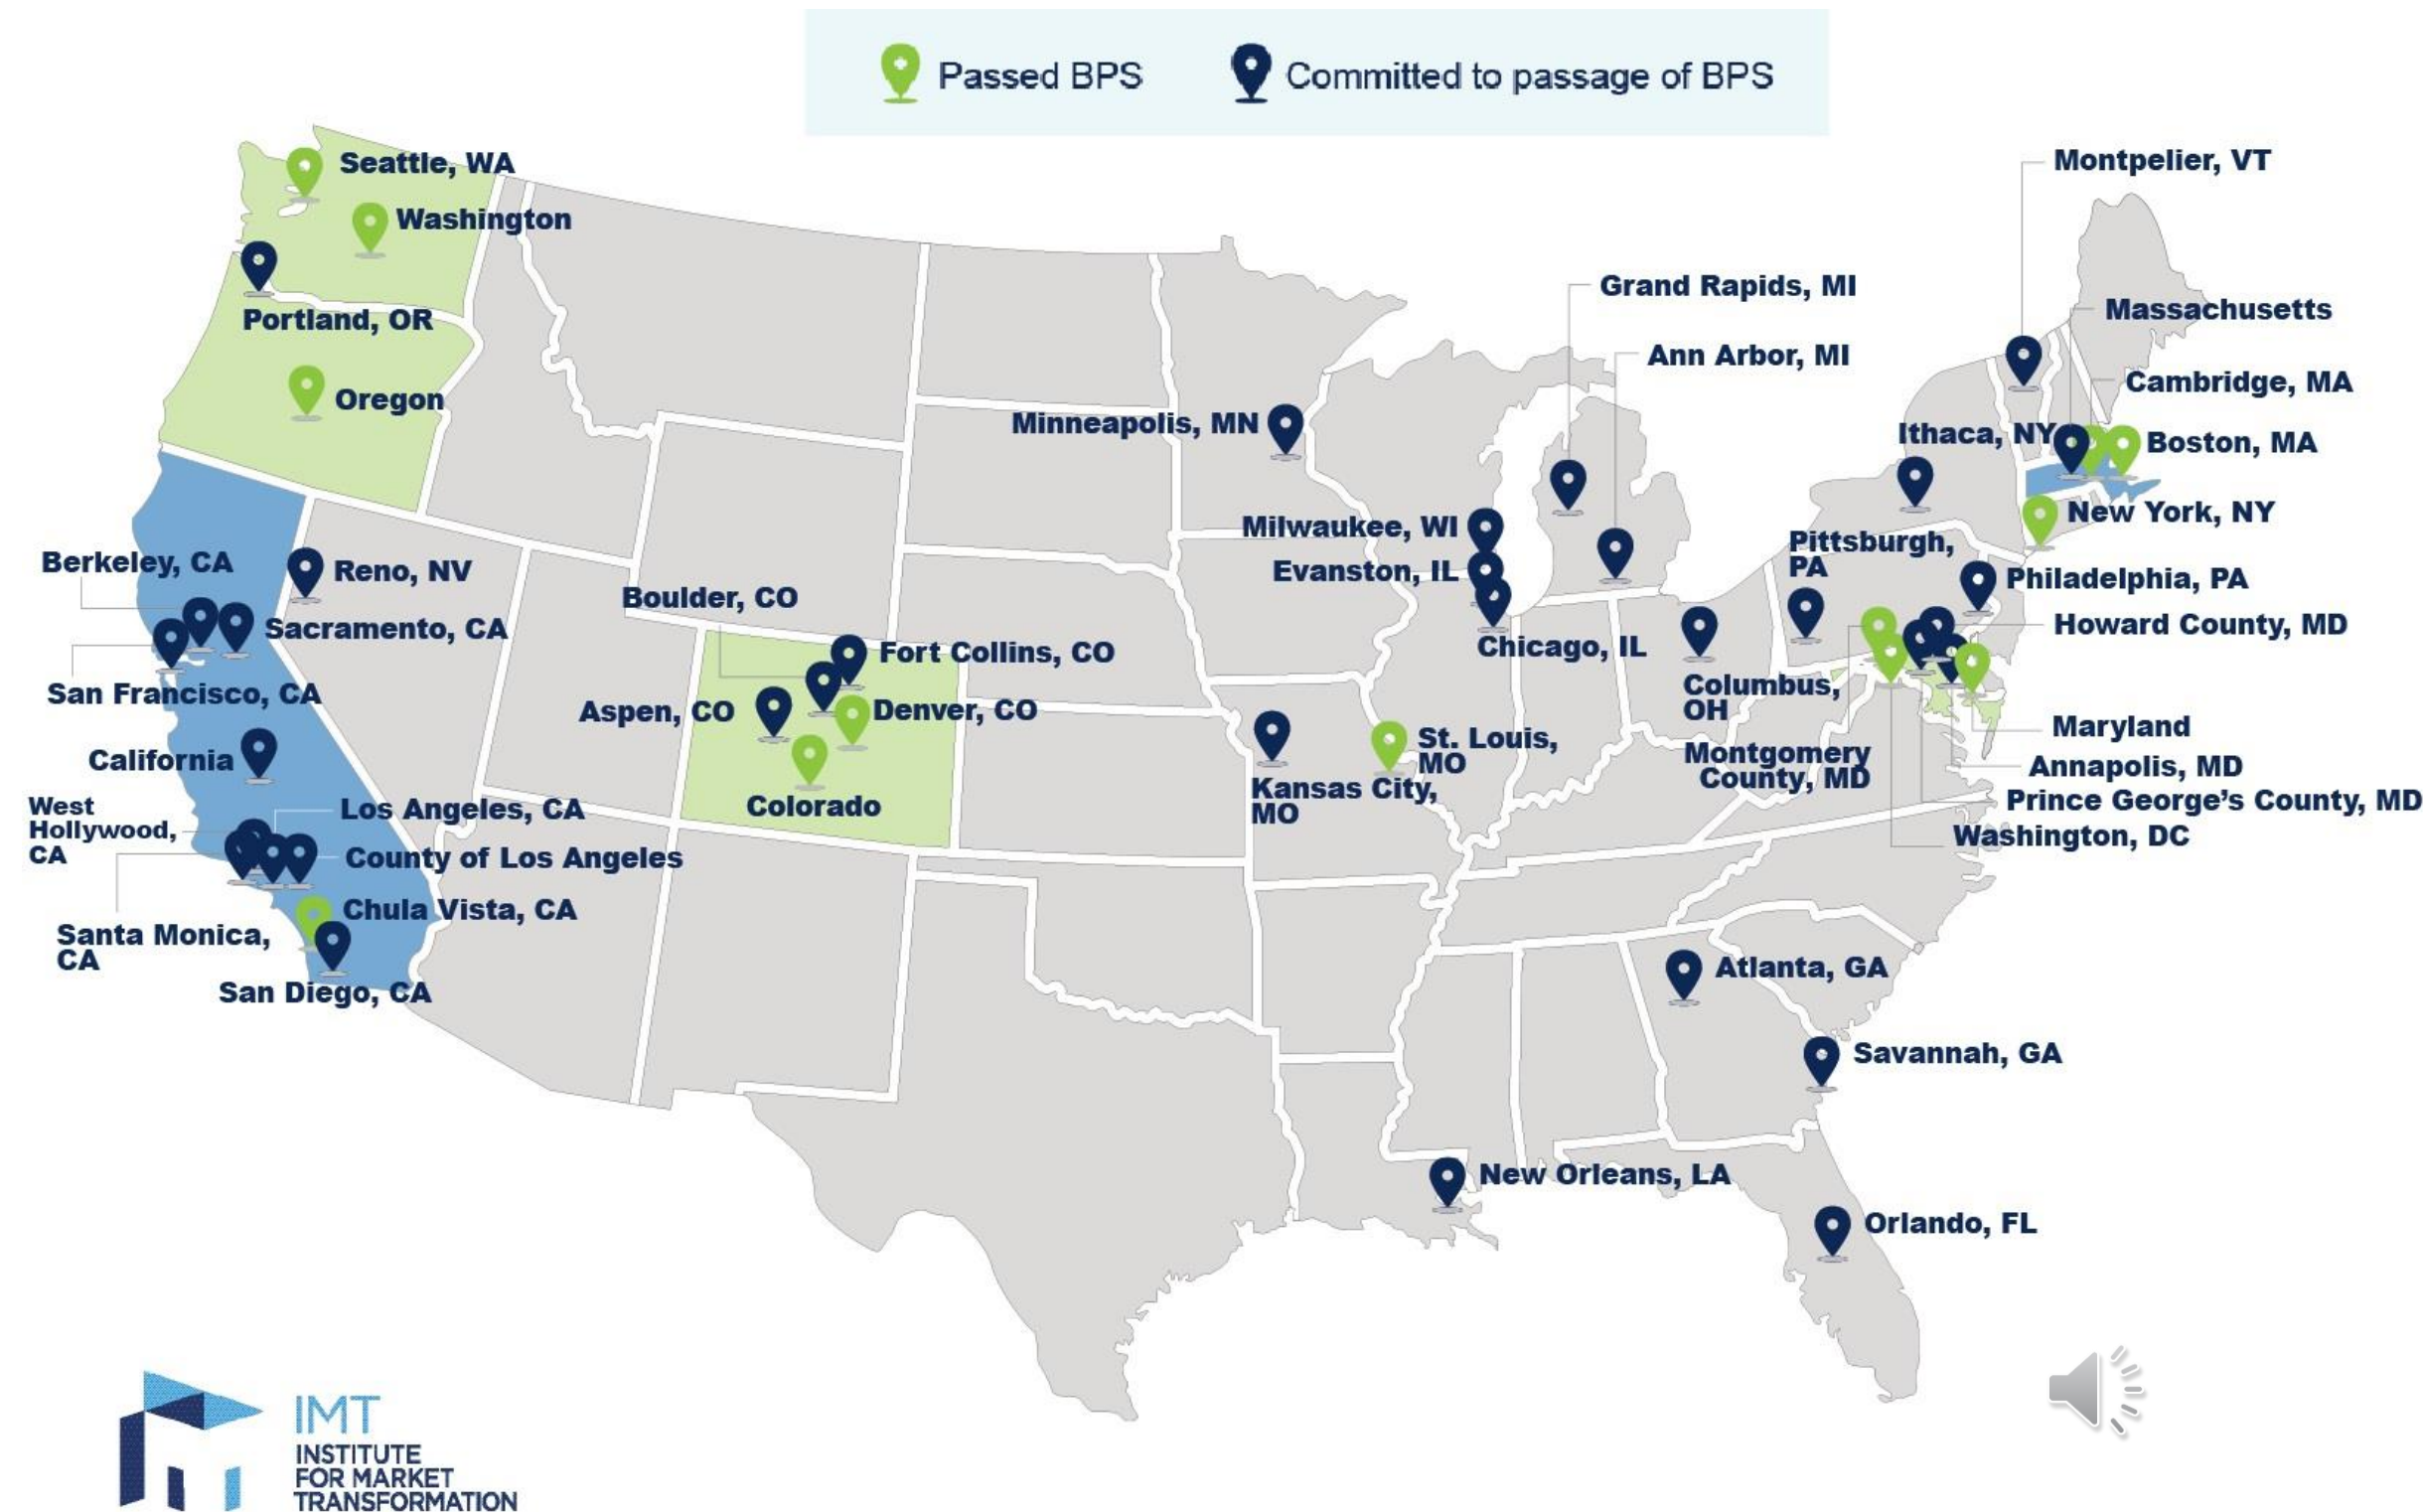 Passed BPS
Committed to passage of BPS
Seattle, WA
Washington
Portland, OR
Oregon
Berkeley, CA
Reno, NV
Sacramento, CA
San Francisco, CA
California
West
Hollywood,
CA
Los Angeles, CA
County of Los Angeles
Santa Monica,
CA
Chula Vista, CA
San Diego, CA
Boulder, CO
Fort Collins, CO
Aspen, CO
Denver, CO
Colorado
Minneapolis, MN
Milwaukee, WI
Evanston, IL
Chicago, IL
Grand Rapids, MI
Ann Arbor, MI
Kansas City,
MO
St. Louis,
MO
Columbus,
OH
Pittsburgh,
PA
Montpelier, VT
Massachusetts
Cambridge, MA
Ithaca, NY
Boston, MA
New York, NY
Philadelphia, PA
Howard County, MD
Montgomery
County, MD
Maryland
Annapolis, MD
Prince George's County, MD
Washington, DC
Atlanta, GA
Savannah, GA
New Orleans, LA
Orlando, FL
IMT
INSTITUTE
FOR MARKET
TRANSFORMATION